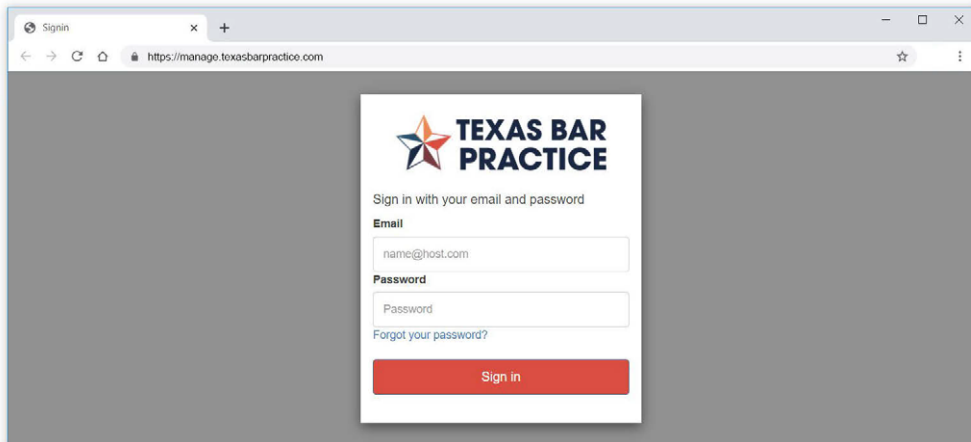 Signin
https://manage.texasbarpractice.com
TEXAS BAR
PRACTICE
Sign in with your email and password
Email
name@host.com
Password
Password
Forgot your password?
Sign in